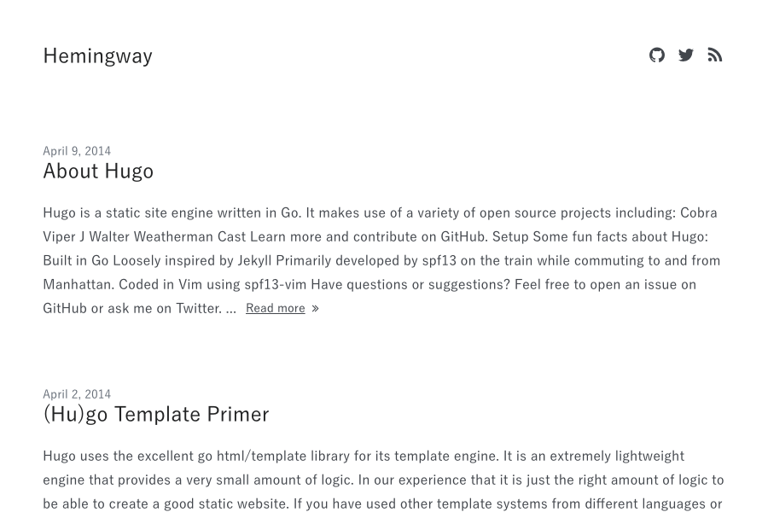 Hemingway
April 9, 2014
About Hugo
Hugo is a static site engine written in Go. It makes use of a variety of open source projects including: Cobra
Viper J Walter Weatherman Cast Learn more and contribute on GitHub. Setup Some fun facts about Hugo:
Built in Go Loosely inspired by Jekyll Primarily developed by spf13 on the train while commuting to and from
Manhattan. Coded in Vim using spf13-vim Have questions or suggestions? Feel free to open an issue on
GitHub or ask me on Twitter. ... Read more »
April 2, 2014
(Hu)go Template Primer
Hugo uses the excellent go html/template library for its template engine. It is an extremely lightweight
engine that provides a very small amount of logic. In our experience that it is just the right amount of logic to
be able to create a good static website. If you have used other template systems from different languages or